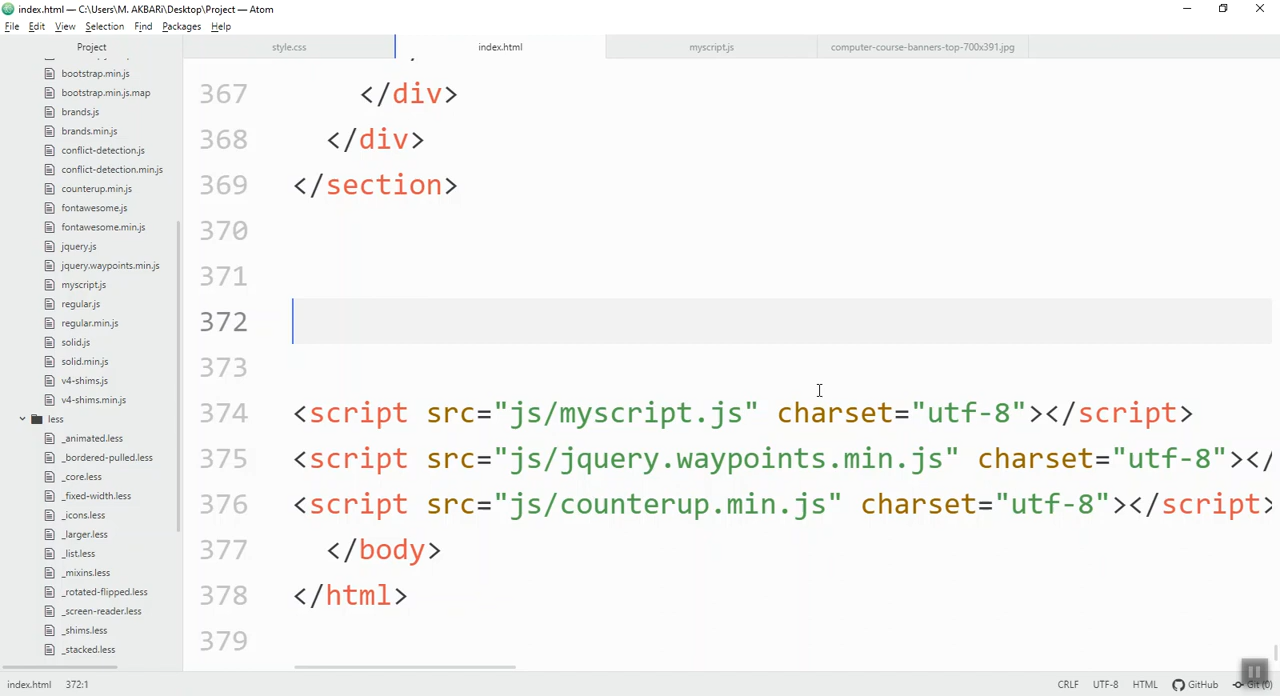 index.html — C:\Users\M. AKBARi\Desktop\Project — Atom
File Edit View Selection Find Packages Help
Project
style.css
index.html
myscript.js
computer-course-banners-top-700x391.jpg
bootstrap.min.js
bootstrap.min.js.map
brands.js
brands.min.js
conflict-detection.js
conflict-detection.min.js
counterup.min.js
fontawesome.js
fontawesome.min.js
jquery.js
jquery.waypoints.min.js
myscript.js
regular.js
regular.min.js
solid.js
solid.min.js
v4-shims.js
v4-shims.min.js
less
_animated.less
_bordered-pulled.less
_core.less
_fixed-width.less
_icons.less
_larger.less
_list.less
_mixins.less
_rotated-flipped.less
_screen-reader.less
_shims.less
_stacked.less
367 </div>
368 </div>
369 </section>
370
371
372
373
374 <script src="js/myscript.js" charset="utf-8"></script>
375 <script src="js/jquery.waypoints.min.js" charset="utf-8"></
376 <script src="js/counterup.min.js" charset="utf-8"></script>
377 </body>
378 </html>
379
index.html 372:1
CRLF UTF-8 HTML GitHub Git (0)